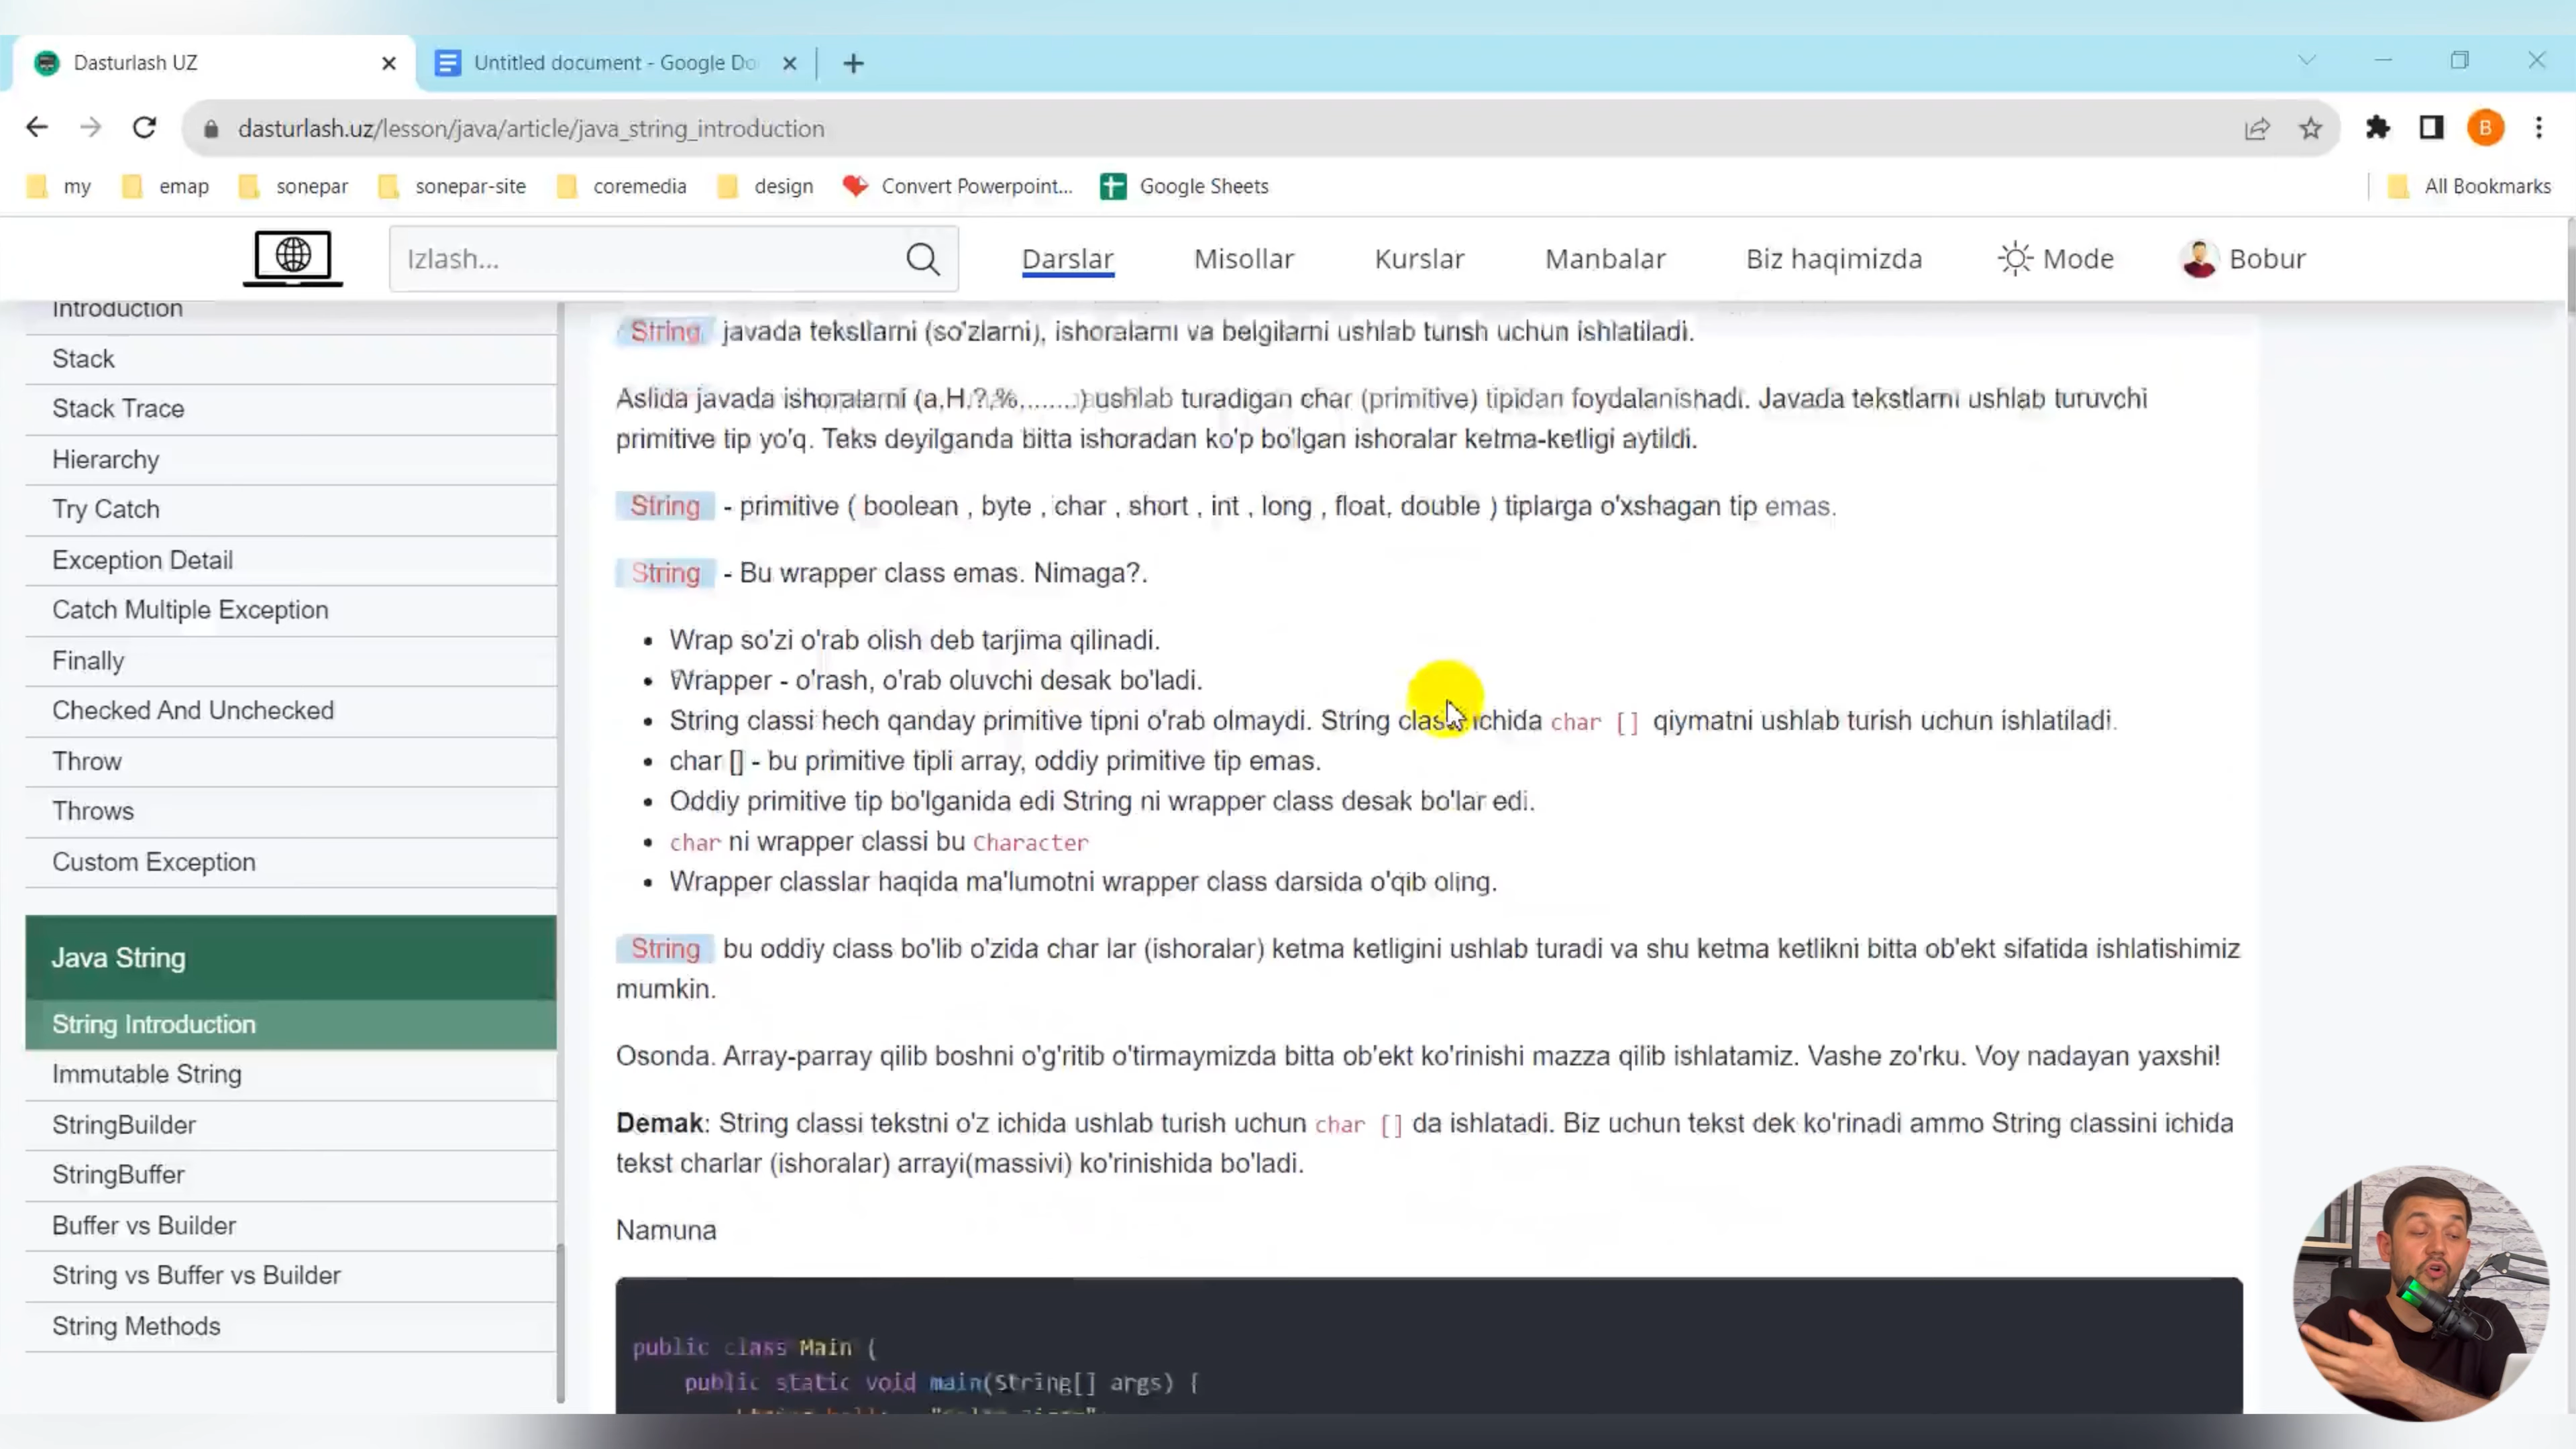 Dasturlash UZ
Untitled document - Google Do
dasturlash.uz/lesson/java/article/java_string_introduction
B
my
emap
sonepar
sonepar-site
coremedia
design
Convert Powerpoint...
Google Sheets
All Bookmarks
Izlash...
Darslar
Misollar
Kurslar
Manbalar
Biz haqimizda
Mode
Bobur
Introduction
Stack
Stack Trace
Hierarchy
Try Catch
Exception Detail
Catch Multiple Exception
Finally
Checked And Unchecked
Throw
Throws
Custom Exception
Java String
String Introduction
Immutable String
StringBuilder
StringBuffer
Buffer vs Builder
String vs Buffer vs Builder
String Methods
String javada tekstlarni (so'zlarni), ishoralarni va belgilarni ushlab turish uchun ishlatiladi.
Aslida javada ishoralarni (a,H,?,%,.......) ushlab turadigan char (primitive) tipidan foydalanishadi. Javada tekstlarni ushlab turuvchi
primitive tip yo'q. Teks deyilganda bitta ishoradan ko'p bo'lgan ishoralar ketma-ketligi aytildi.
String - primitive ( boolean , byte , char , short , int , long , float, double ) tiplarga o'xshagan tip emas.
String - Bu wrapper class emas. Nimaga?.
• Wrap so'zi o'rab olish deb tarjima qilinadi.
• Wrapper - o'rash, o'rab oluvchi desak bo'ladi.
• String classi hech qanday primitive tipni o'rab olmaydi. String classi ichida char [] qiymatni ushlab turish uchun ishlatiladi.
• char [] - bu primitive tipli array, oddiy primitive tip emas.
• Oddiy primitive tip bo'lganida edi String ni wrapper class desak bo'lar edi.
• char ni wrapper classi bu Character
• Wrapper classlar haqida ma'lumotni wrapper class darsida o'qib oling.
String bu oddiy class bo'lib o'zida char lar (ishoralar) ketma ketligini ushlab turadi va shu ketma ketlikni bitta ob'ekt sifatida ishlatishimiz
mumkin.
Osonda. Array-parray qilib boshni o'g'ritib o'tirmaymizda bitta ob'ekt ko'rinishi mazza qilib ishlatamiz. Vashe zo'rku. Voy nadayan yaxshi!
Demak: String classi tekstni o'z ichida ushlab turish uchun char [] da ishlatadi. Biz uchun tekst dek ko'rinadi ammo String classini ichida
tekst charlar (ishoralar) arrayi(massivi) ko'rinishida bo'ladi.
Namuna
public class Main {
public static void main(String[] args) {